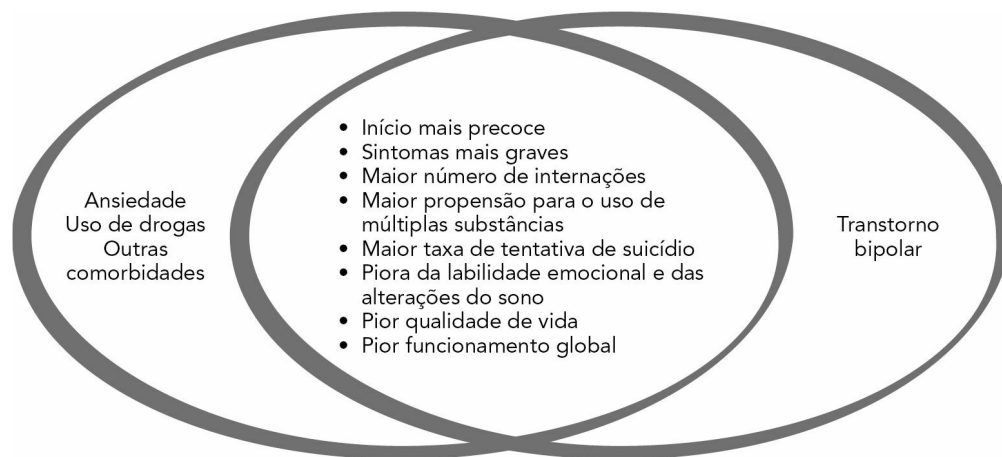 Ansiedade
Uso de drogas
Outras
comorbidades
• Início mais precoce
• Sintomas mais graves
• Maior número de internações
• Maior propensão para o uso de
múltiplas substâncias
• Maior taxa de tentativa de suicídio
• Piora da labilidade emocional e das
alterações do sono
• Pior qualidade de vida
• Pior funcionamento global
Transtorno
bipolar